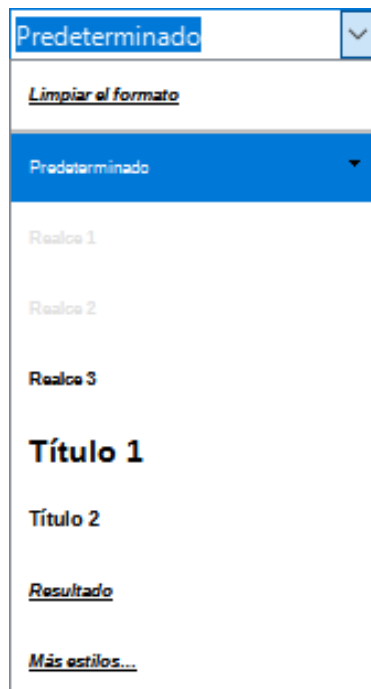 Predeterminado
Limpiar el formato
Predeterminado
Realce 1
Realce 2
Realce 3
Título 1
Título 2
Resultado
Más estilos...